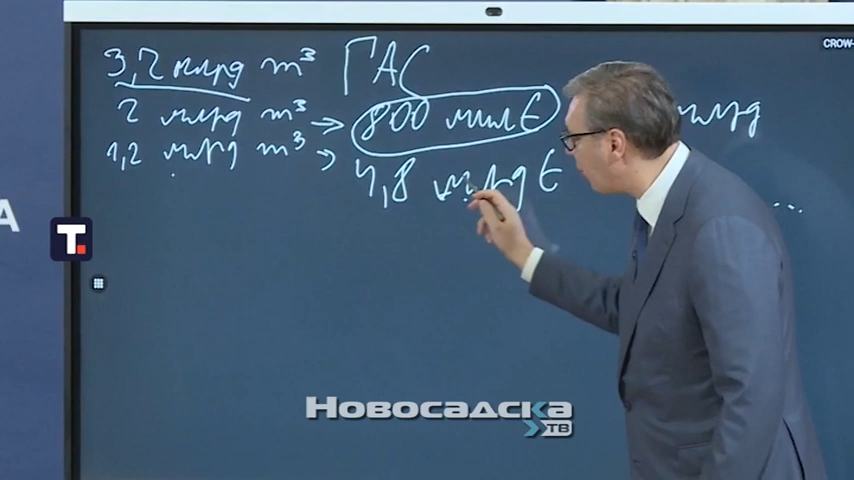 CROW-
3,2 млрд m³ ГАС
2 млрд m³ → 800 мил € млрд
1,2 млрд m³ → 4,8 млрд € ...
A
T.
НОВОСАДСКА
ТВ